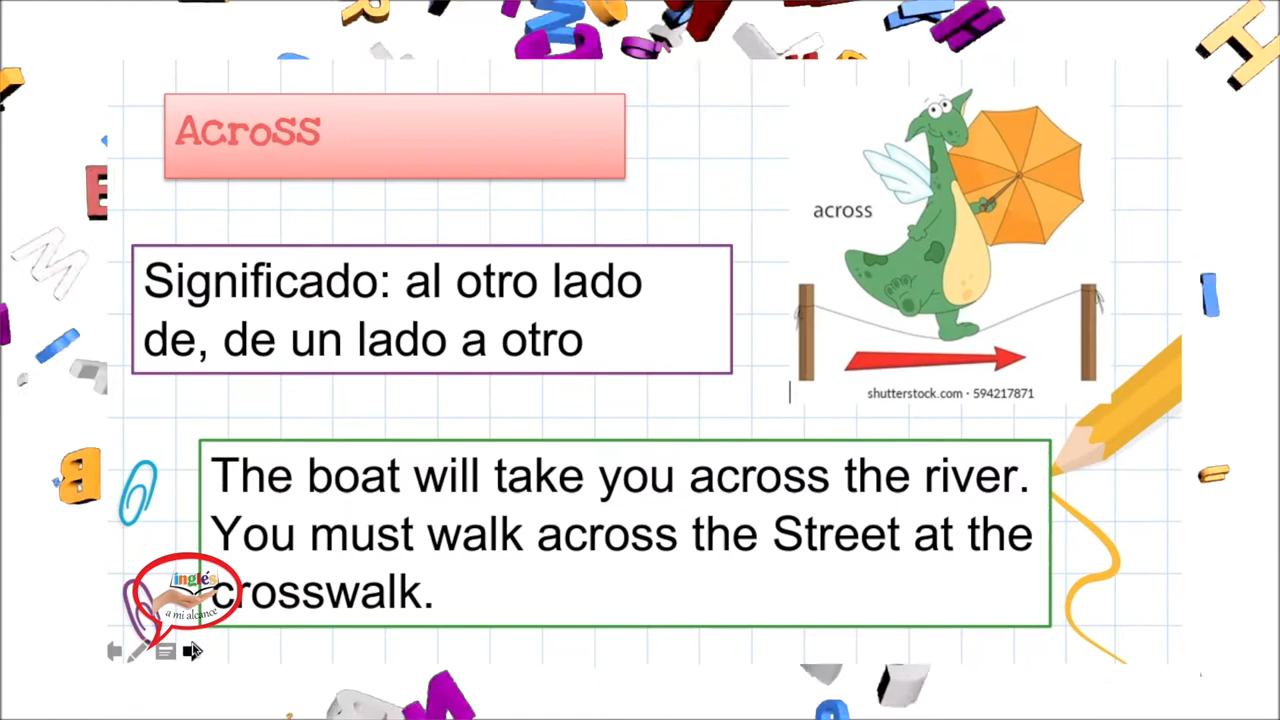 Across
across
Significado: al otro lado
de, de un lado a otro
shutterstock.com · 594217871
The boat will take you across the river.
You must walk across the Street at the
crosswalk.
inglés
a mi alcance